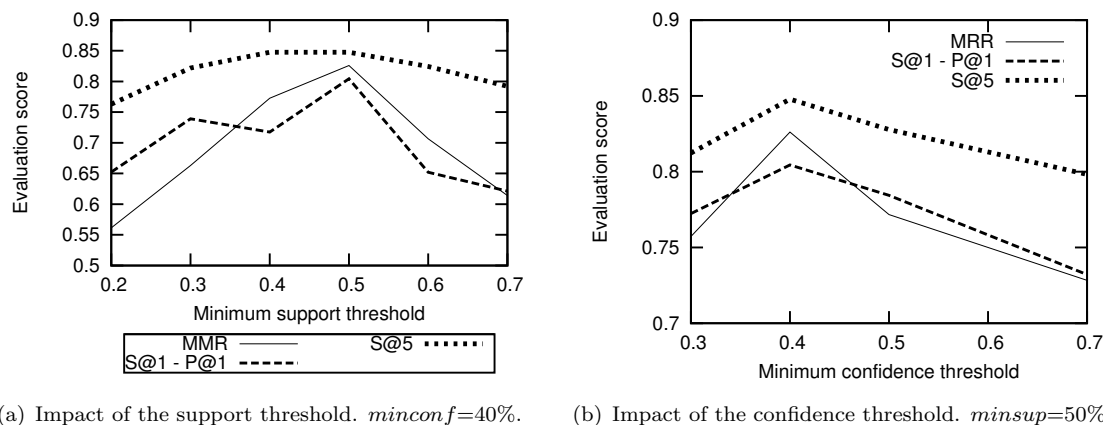 0.9
0.85
0.8
0.75
0.7
0.65
0.6
0.55
0.5
Evaluation score
0.2 0.3 0.4 0.5 0.6 0.7
Minimum support threshold
MMR S@5
S@1 - P@1
(a) Impact of the support threshold. minconf=40%.
0.9
0.85
0.8
0.75
0.7
Evaluation score
MRR
S@1 - P@1
S@5
0.3 0.4 0.5 0.6 0.7
Minimum confidence threshold
(b) Impact of the confidence threshold. minsup=50%